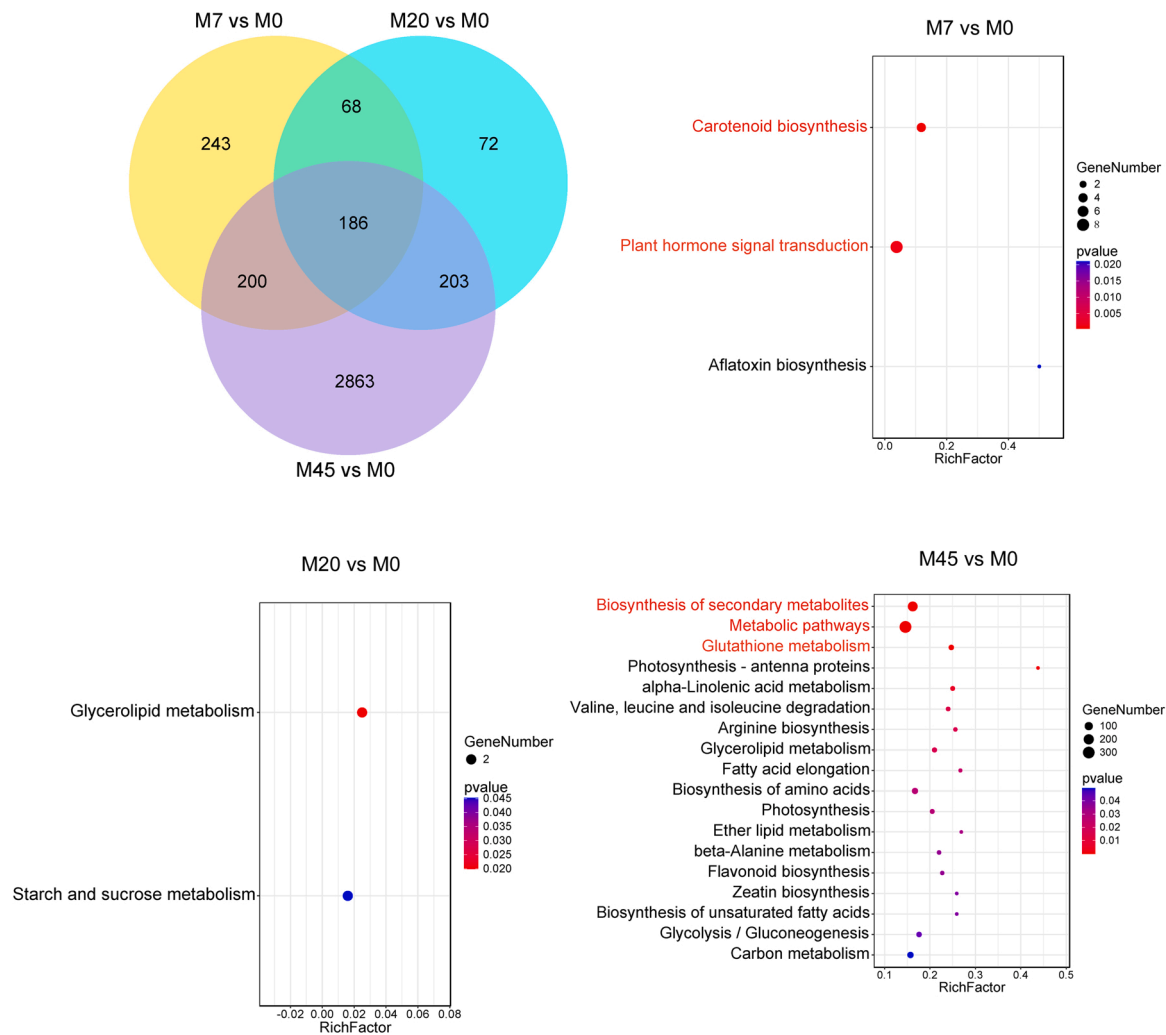 M7 vs M0
M20 vs M0
68
243
72
186
200
203
2863
M45 vs M0
M7 vs M0
Carotenoid biosynthesis
Plant hormone signal transduction
Aflatoxin biosynthesis
0.0 0.2 0.4
RichFactor
GeneNumber
2
4
6
8
pvalue
0.020
0.015
0.010
0.005
M20 vs M0
Glycerolipid metabolism
Starch and sucrose metabolism
-0.02 0.00 0.02 0.04 0.06 0.08
RichFactor
GeneNumber
2
pvalue
0.045
0.040
0.035
0.030
0.025
0.020
M45 vs M0
Biosynthesis of secondary metabolites
Metabolic pathways
Glutathione metabolism
Photosynthesis - antenna proteins
alpha-Linolenic acid metabolism
Valine, leucine and isoleucine degradation
Arginine biosynthesis
Glycerolipid metabolism
Fatty acid elongation
Biosynthesis of amino acids
Photosynthesis
Ether lipid metabolism
beta-Alanine metabolism
Flavonoid biosynthesis
Zeatin biosynthesis
Biosynthesis of unsaturated fatty acids
Glycolysis / Gluconeogenesis
Carbon metabolism
0.1 0.2 0.3 0.4 0.5
RichFactor
GeneNumber
100
200
300
pvalue
0.04
0.03
0.02
0.01